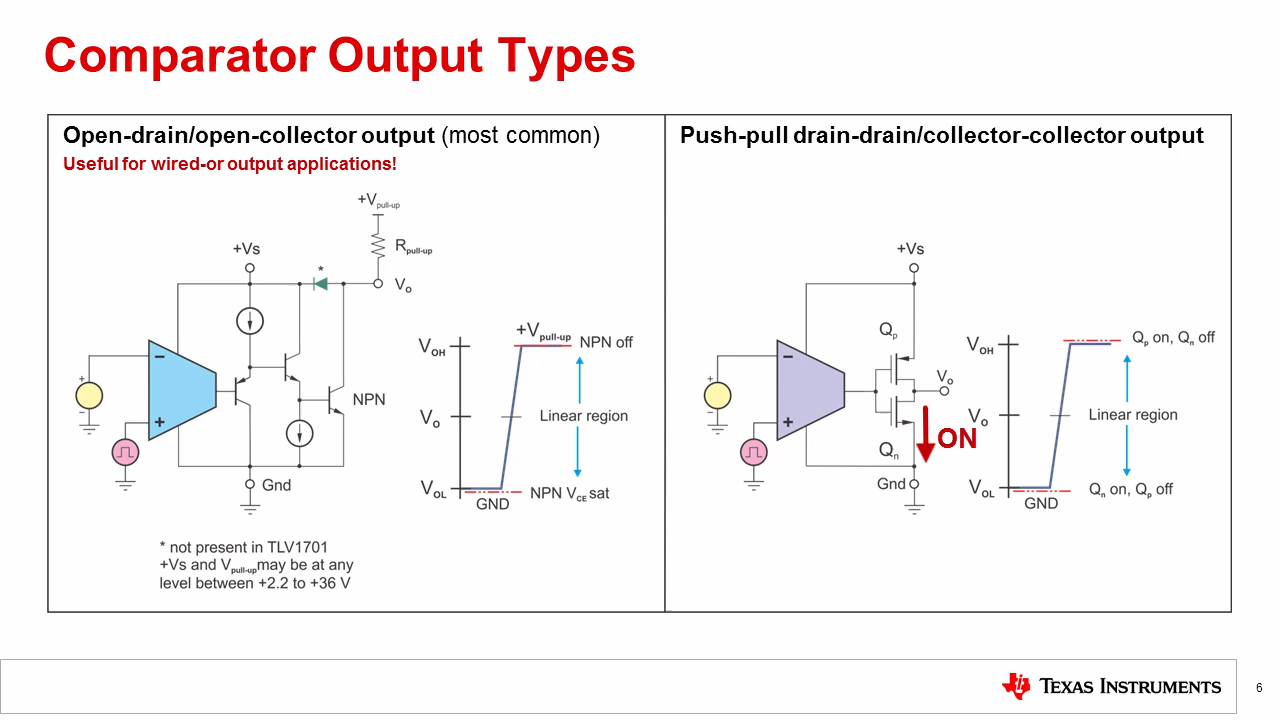 Comparator Output Types
Open-drain/open-collector output (most common)
Useful for wired-or output applications!
+Vpull-up
Rpull-up
+Vs
*
Vo
NPN
+
−
−
+
Gnd
VOH
+Vpull-up
NPN off
Vo
Linear region
VOL
NPN VCE sat
GND
* not present in TLV1701
+Vs and Vpull-up may be at any
level between +2.2 to +36 V
Push-pull drain-drain/collector-collector output
+Vs
Qp
Vo
+
−
−
+
ON
Qn
Gnd
VOH
Qp on, Qn off
Vo
Linear region
VOL
Qn on, Qp off
GND
TEXAS INSTRUMENTS
6